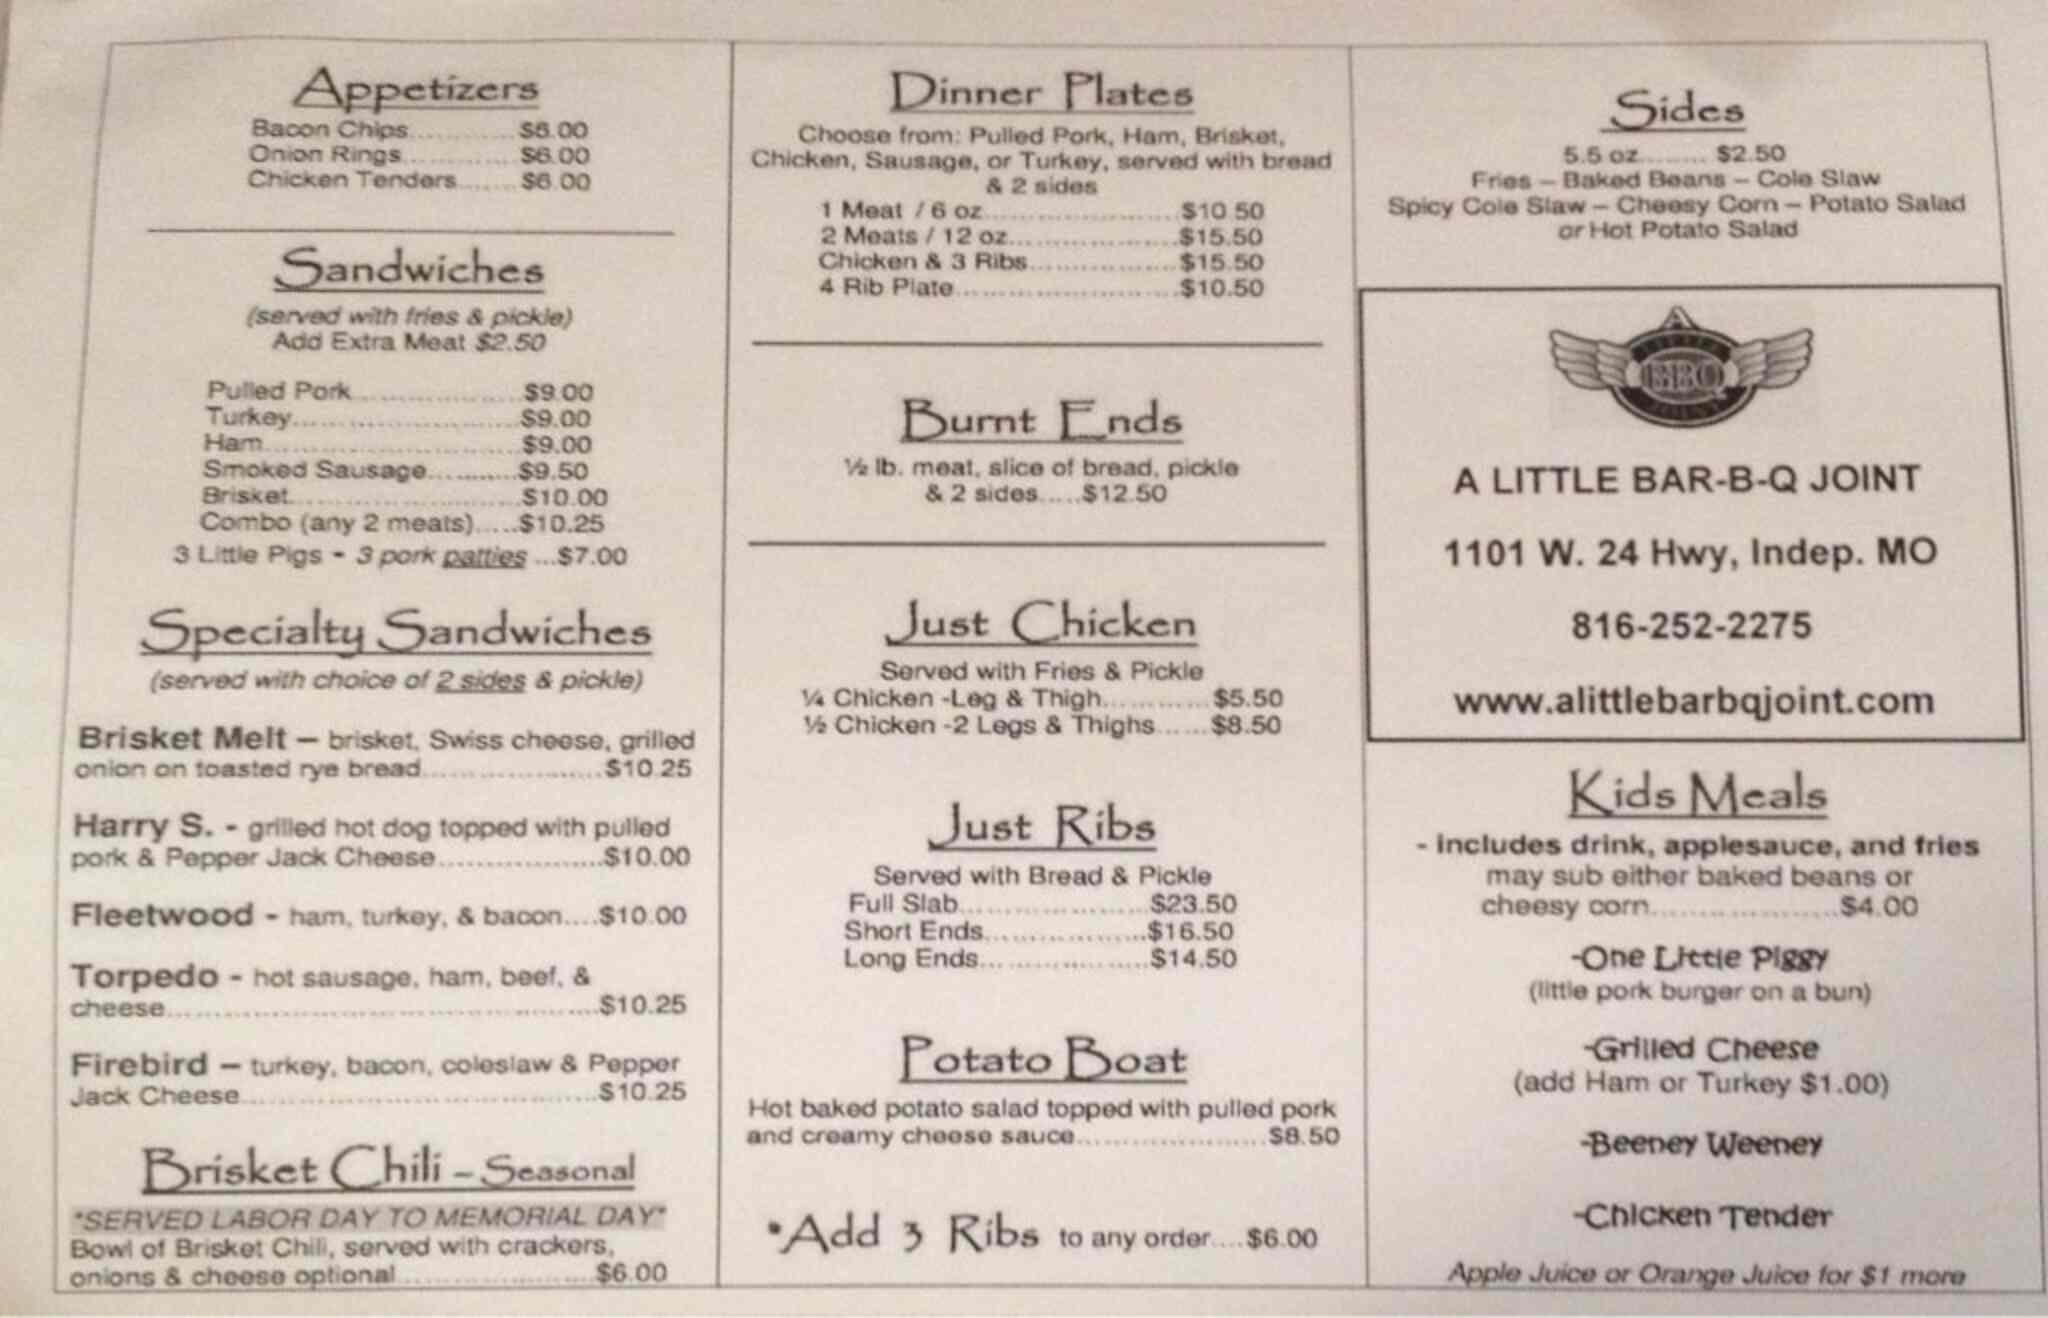 Appetizers
Bacon Chips............$6.00
Onion Rings............$6.00
Chicken Tenders.......$6.00
Sandwiches
(served with fries & pickle)
Add Extra Meat $2.50
Pulled Pork...................$9.00
Turkey..........................$9.00
Ham.............................$9.00
Smoked Sausage..........$9.50
Brisket..........................$10.00
Combo (any 2 meats).....$10.25
3 Little Pigs - 3 pork patties ...$7.00
Specialty Sandwiches
(served with choice of 2 sides & pickle)
Brisket Melt – brisket, Swiss cheese, grilled
onion on toasted rye bread....................$10.25
Harry S. - grilled hot dog topped with pulled
pork & Pepper Jack Cheese..................$10.00
Fleetwood - ham, turkey, & bacon....$10.00
Torpedo - hot sausage, ham, beef, &
cheese................................................$10.25
Firebird – turkey, bacon, coleslaw & Pepper
Jack Cheese.......................................$10.25
Brisket Chili – Seasonal
*SERVED LABOR DAY TO MEMORIAL DAY*
Bowl of Brisket Chili, served with crackers,
onions & cheese optional......................$6.00
Dinner Plates
Choose from: Pulled Pork, Ham, Brisket,
Chicken, Sausage, or Turkey, served with bread
& 2 sides
1 Meat / 6 oz......................$10.50
2 Meats / 12 oz...................$15.50
Chicken & 3 Ribs................$15.50
4 Rib Plate.........................$10.50
Burnt Ends
½ lb. meat, slice of bread, pickle
& 2 sides.....$12.50
Just Chicken
Served with Fries & Pickle
¼ Chicken -Leg & Thigh............$5.50
½ Chicken -2 Legs & Thighs......$8.50
Just Ribs
Served with Bread & Pickle
Full Slab.....................$23.50
Short Ends..................$16.50
Long Ends...................$14.50
Potato Boat
Hot baked potato salad topped with pulled pork
and creamy cheese sauce.....................$8.50
*Add 3 Ribs to any order....$6.00
Sides
5.5 oz........ $2.50
Fries – Baked Beans – Cole Slaw
Spicy Cole Slaw – Cheesy Corn – Potato Salad
or Hot Potato Salad
A
LITTLE
BBQ
JOINT
A LITTLE BAR-B-Q JOINT
1101 W. 24 Hwy, Indep. MO
816-252-2275
www.alittlebarbqjoint.com
Kids Meals
- Includes drink, applesauce, and fries
may sub either baked beans or
cheesy corn.....................$4.00
-One Little Piggy
(little pork burger on a bun)
-Grilled Cheese
(add Ham or Turkey $1.00)
-Beeney Weeney
-Chicken Tender
Apple Juice or Orange Juice for $1 more